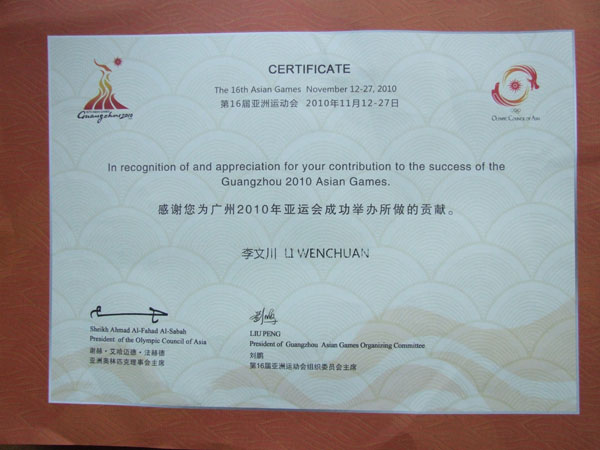 CERTIFICATE
The 16th Asian Games November 12-27, 2010
第16届亚洲运动会 2010年11月12-27日
Guangzhou 2010
Olympic Council of Asia
In recognition of and appreciation for your contribution to the success of the
Guangzhou 2010 Asian Games.
感谢您为广州2010年亚运会成功举办所做的贡献。
李文川 LI WENCHUAN
Sheikh Ahmad Al-Fahad Al-Sabah
President of the Olympic Council of Asia
谢赫·艾哈迈德·法赫德
亚洲奥林匹克理事会主席
LIU PENG
President of Guangzhou Asian Games Organizing Committee
刘鹏
第16届亚洲运动会组织委员会主席